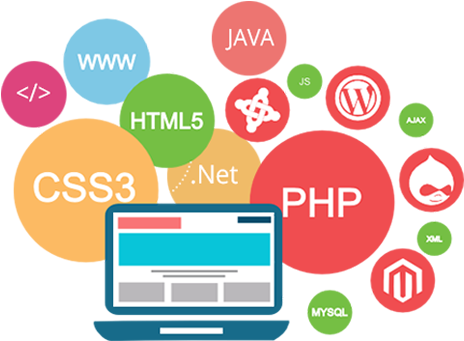 JAVA
WWW
</>
JS
HTML5
AJAX
.Net
CSS3
PHP
XML
MYSQL